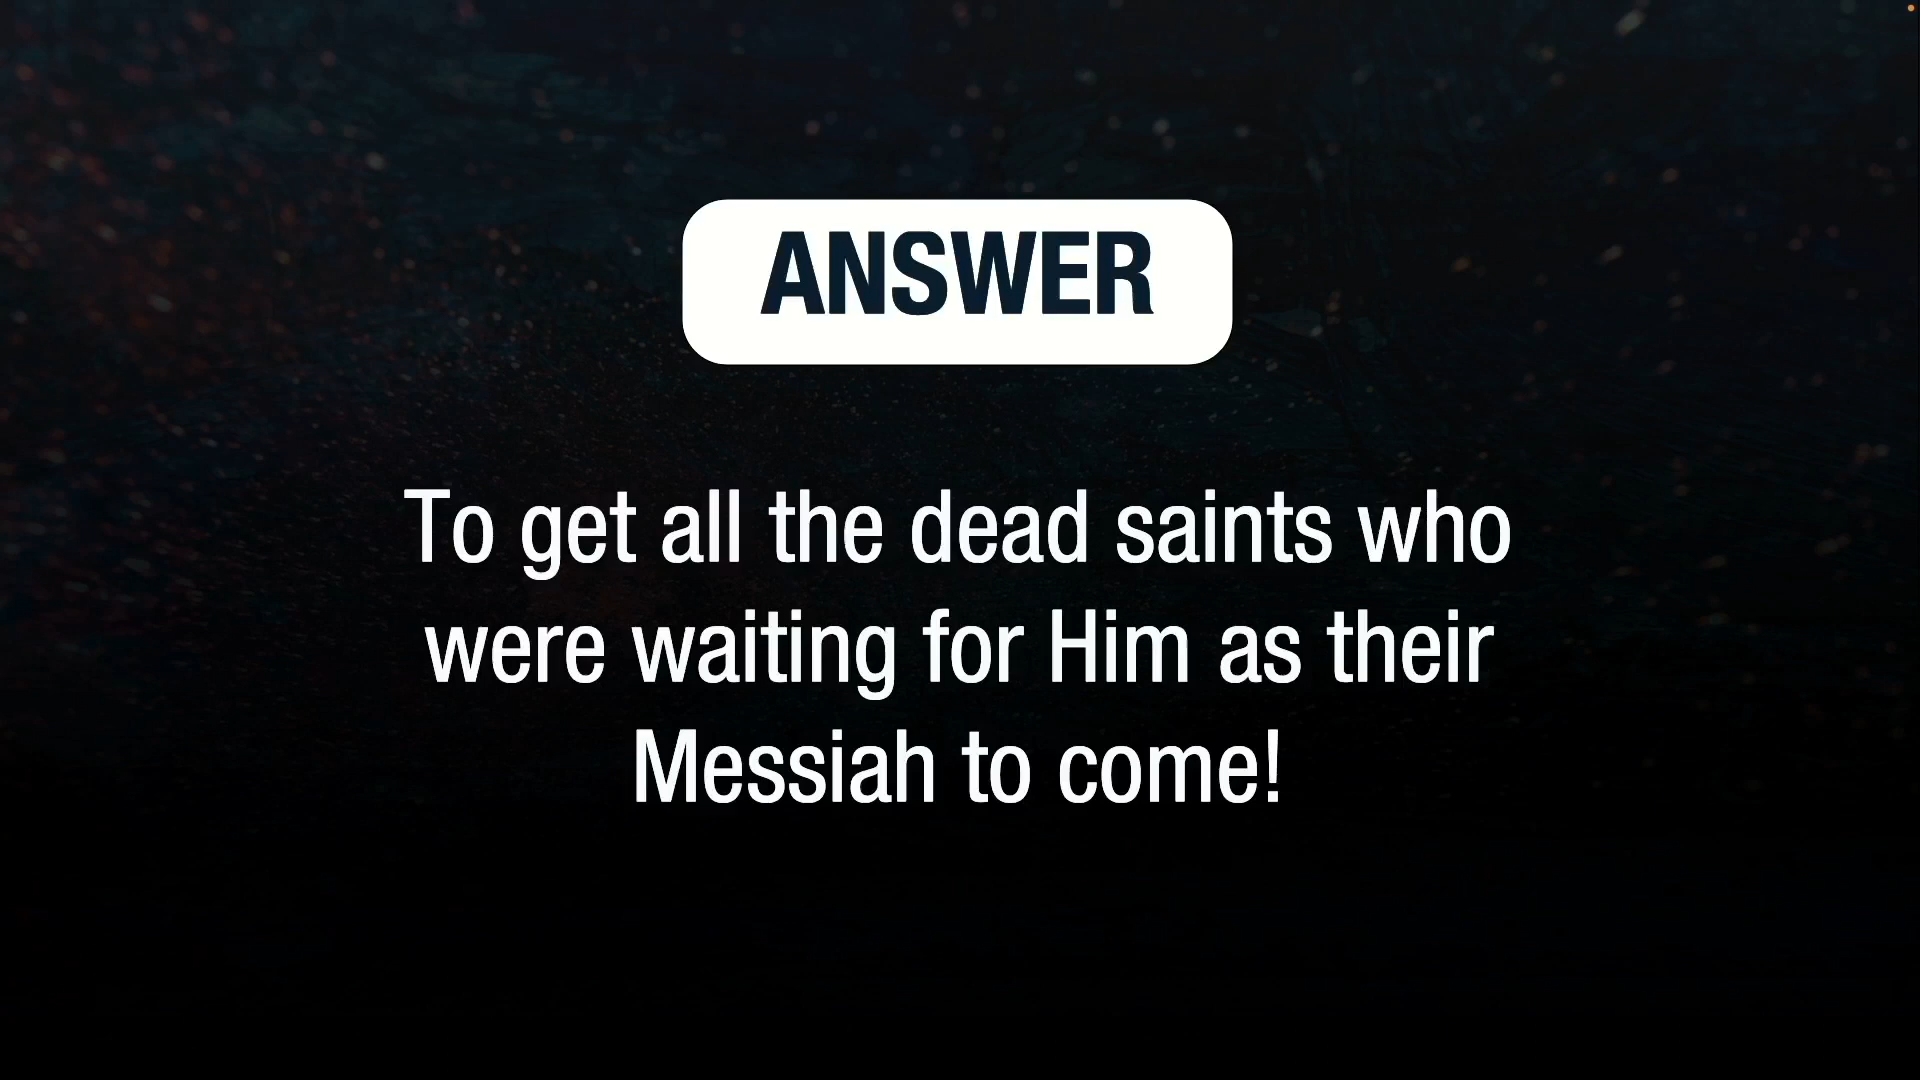 ANSWER
To get all the dead saints who
were waiting for Him as their
Messiah to come!